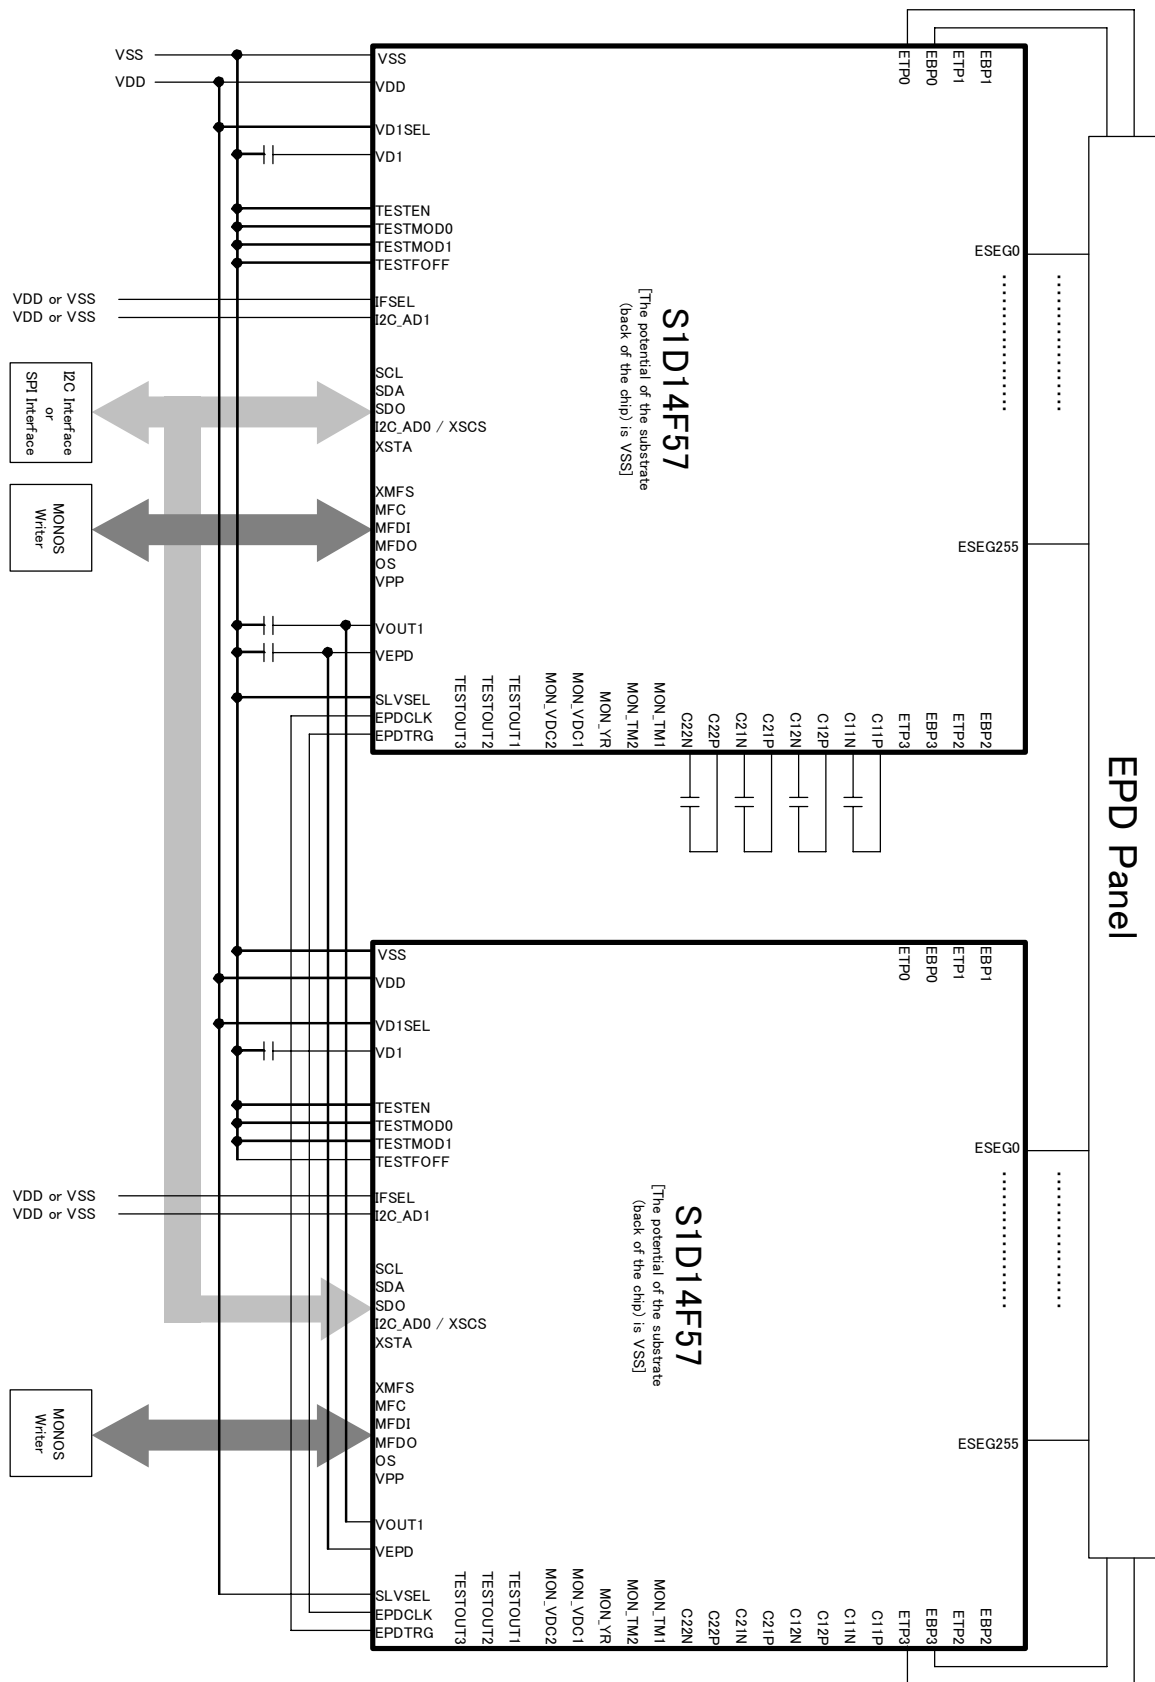 VSS
VDD
VSS
VDD
VD1SEL
VD1
TESTEN
TESTMOD0
TESTMOD1
TESTFOFF
VDD or VSS
VDD or VSS
IFSEL
I2C_AD1
I2C Interface
or
SPI Interface
SCL
SDA
SDO
I2C_AD0 / XSCS
XSTA
MONOS
Writer
XMFS
MFC
MFDI
MFDO
OS
VPP
VOUT1
VEPD
SLVSEL
EPDCLK
EPDTRG
ETP0
EBP0
ETP1
EBP1
ESEG0
ESEG255
S1D14F57
[The potential of the substrate
(back of the chip) is VSS]
TESTOUT3
TESTOUT2
TESTOUT1
MON_VDC2
MON_VDC1
MON_YR
MON_TM2
MON_TM1
C22N
C22P
C21N
C21P
C12N
C12P
C11N
C11P
ETP3
EBP3
ETP2
EBP2
EPD Panel
VSS
VDD
VD1SEL
VD1
TESTEN
TESTMOD0
TESTMOD1
TESTFOFF
VDD or VSS
VDD or VSS
IFSEL
I2C_AD1
SCL
SDA
SDO
I2C_AD0 / XSCS
XSTA
MONOS
Writer
XMFS
MFC
MFDI
MFDO
OS
VPP
VOUT1
VEPD
SLVSEL
EPDCLK
EPDTRG
ETP0
EBP0
ETP1
EBP1
ESEG0
ESEG255
S1D14F57
[The potential of the substrate
(back of the chip) is VSS]
TESTOUT3
TESTOUT2
TESTOUT1
MON_VDC2
MON_VDC1
MON_YR
MON_TM2
MON_TM1
C22N
C22P
C21N
C21P
C12N
C12P
C11N
C11P
ETP3
EBP3
ETP2
EBP2